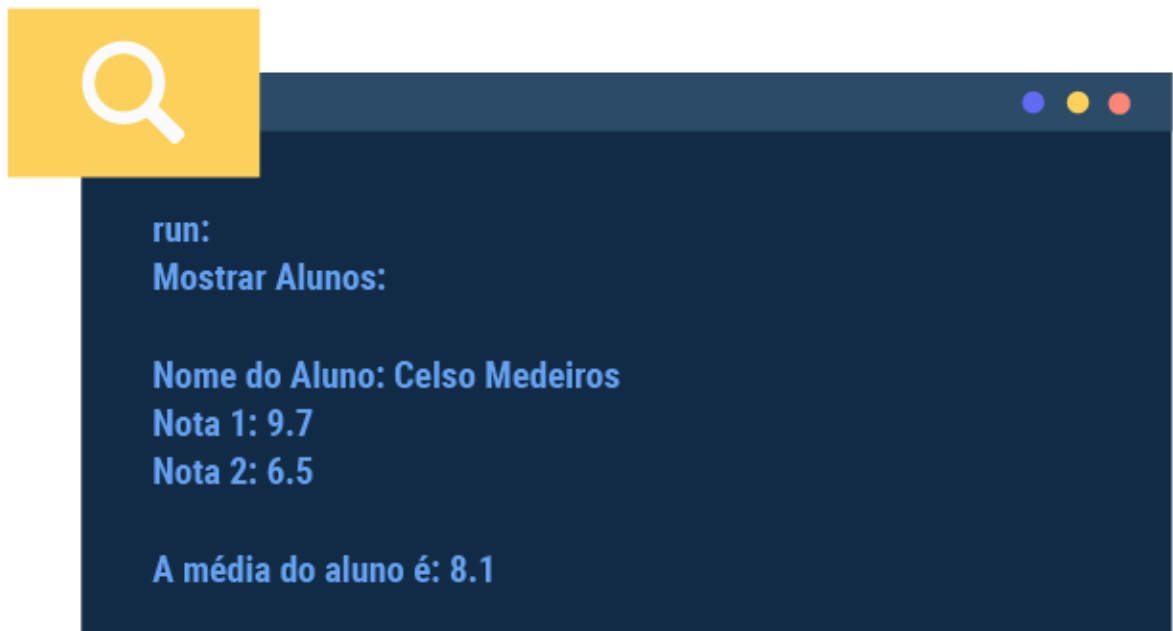 run:
Mostrar Alunos:
Nome do Aluno: Celso Medeiros
Nota 1: 9.7
Nota 2: 6.5
A média do aluno é: 8.1